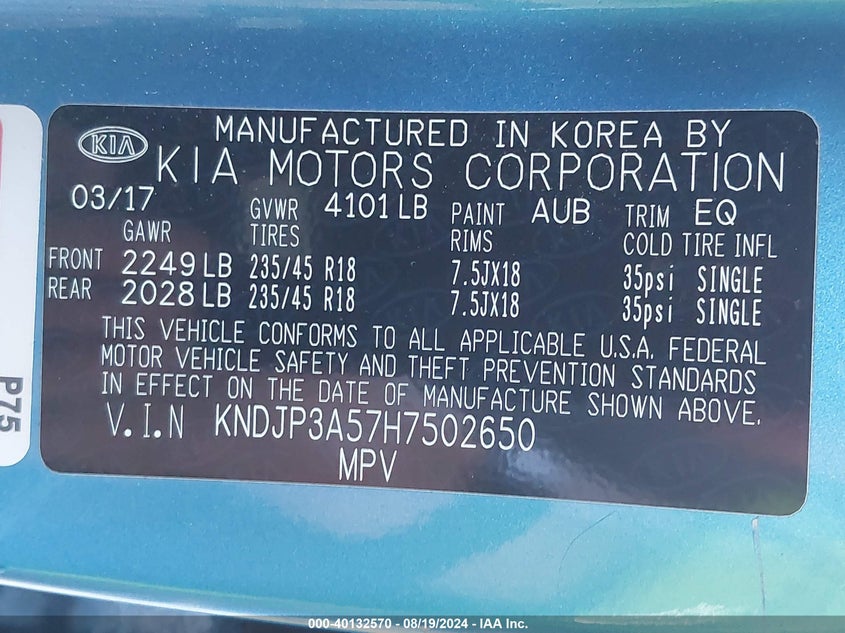 MANUFACTURED IN KOREA BY
KIA KIA MOTORS CORPORATION
03/17 GVWR 4101 LB PAINT AUB TRIM EQ
GAWR TIRES RIMS COLD TIRE INFL
FRONT 2249 LB 235/45 R18 7.5JX18 35psi SINGLE
REAR 2028 LB 235/45 R18 7.5JX18 35psi SINGLE
THIS VEHICLE CONFORMS TO ALL APPLICABLE U.S.A. FEDERAL
MOTOR VEHICLE SAFETY AND THEFT PREVENTION STANDARDS
IN EFFECT ON THE DATE OF MANUFACTURE SHOWN ABOVE.
V.I.N KNDJP3A57H7502650
MPV
P75
000-40132570 - 08/19/2024 - IAA Inc.